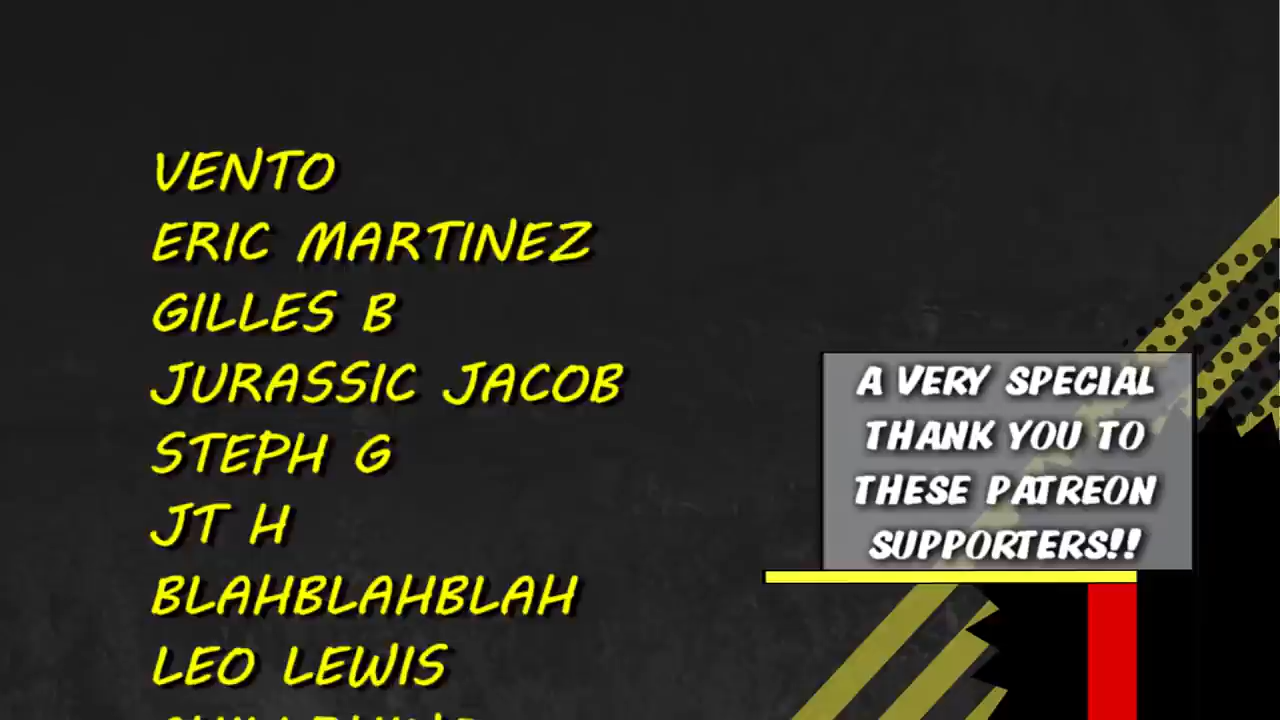 VENTO
ERIC MARTINEZ
GILLES B
JURASSIC JACOB
STEPH G
JT H
BLAHBLAHBLAH
LEO LEWIS
A VERY SPECIAL
THANK YOU TO
THESE PATREON
SUPPORTERS!!